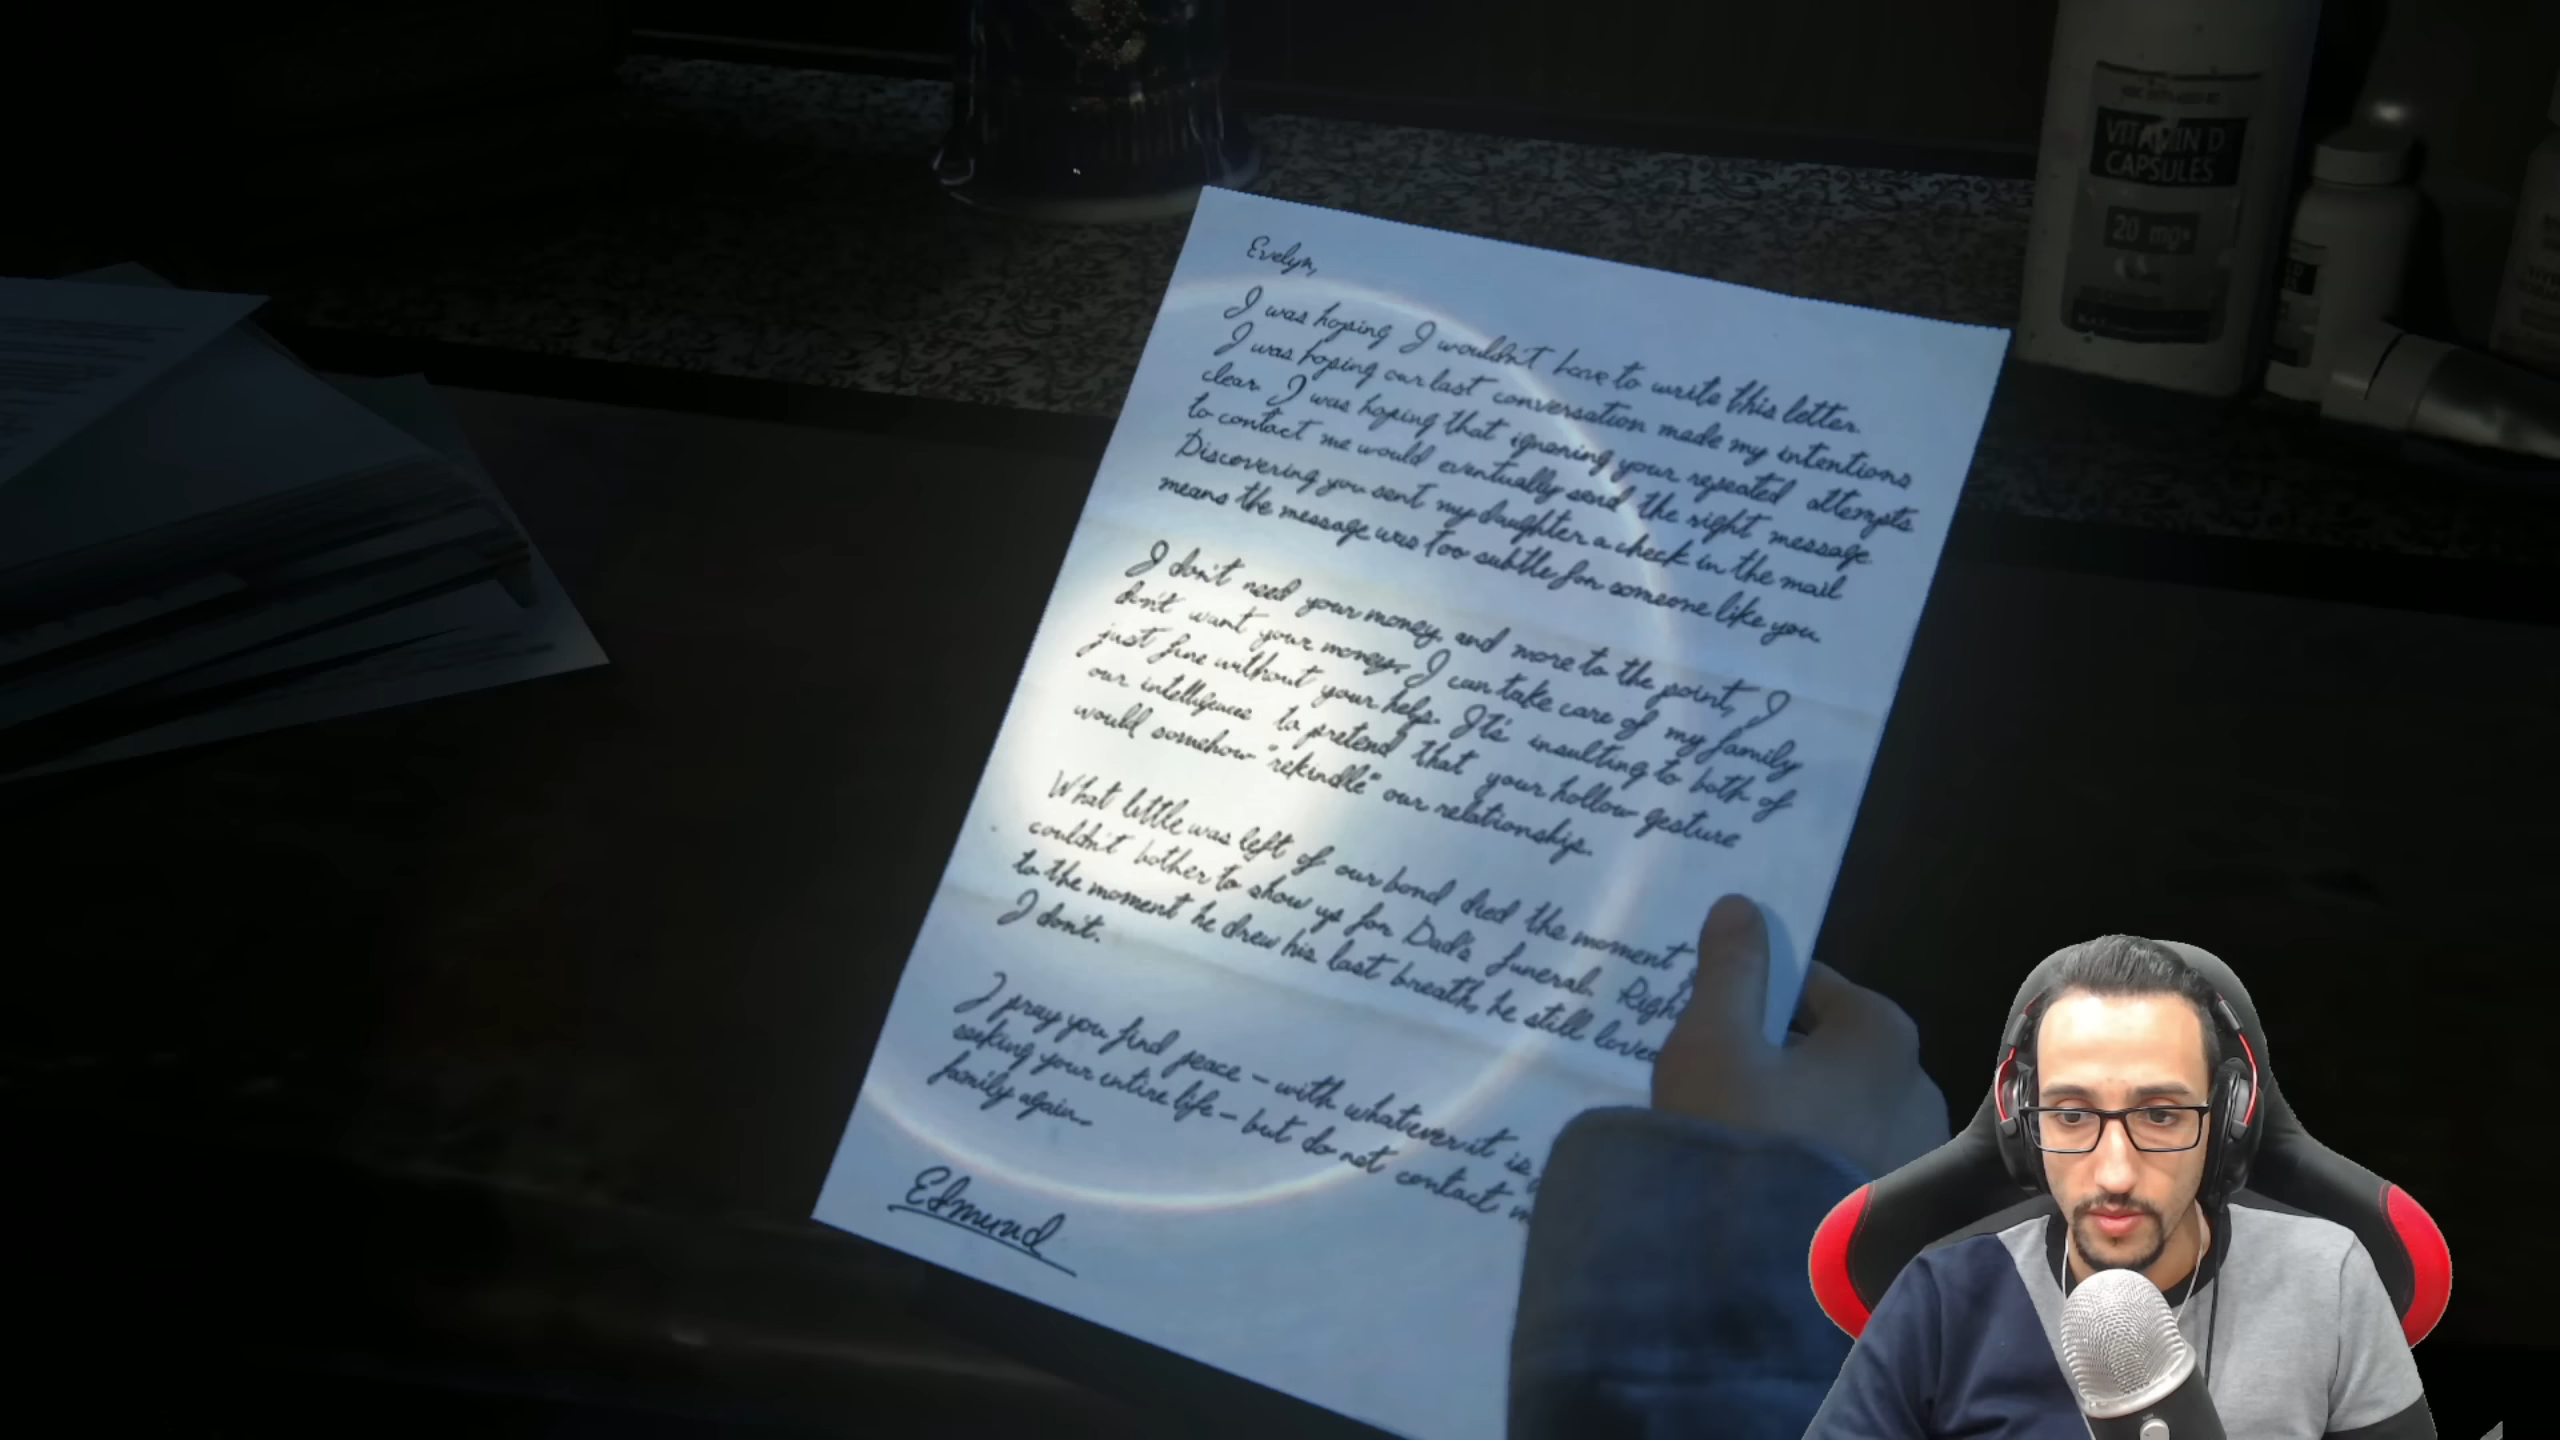 Evelyn,
I was hoping I wouldn't have to write this letter.
I was hoping our last conversation made my intentions
clear. I was hoping that ignoring your repeated attempts
to contact me would eventually send the right message.
Discovering you sent my daughter a check in the mail
means the message was too subtle for someone like you.
I don't need your money, and more to the point, I
don't want your money. I can take care of my family
just fine without your help. It's insulting to both of
our intelligences to pretend that your hollow gesture
would somehow "rekindle" our relationship.
What little was left of our bond died the moment
couldn't bother to show up for Dad's funeral. Right
to the moment he drew his last breath, he still loved
I don't.
I pray you find peace – with whatever it is
seeking your entire life – but do not contact
family again.
Edmund
VITAMIN D
CAPSULES
20 mg